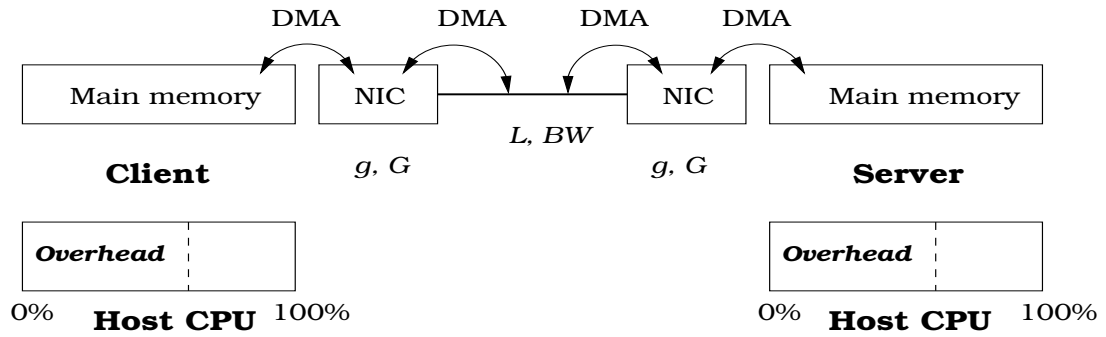 DMA DMA DMA DMA
Main memory NIC NIC Main memory
L, BW
g, G g, G
Client Server
Overhead Overhead
0% 100% 0% 100%
Host CPU Host CPU